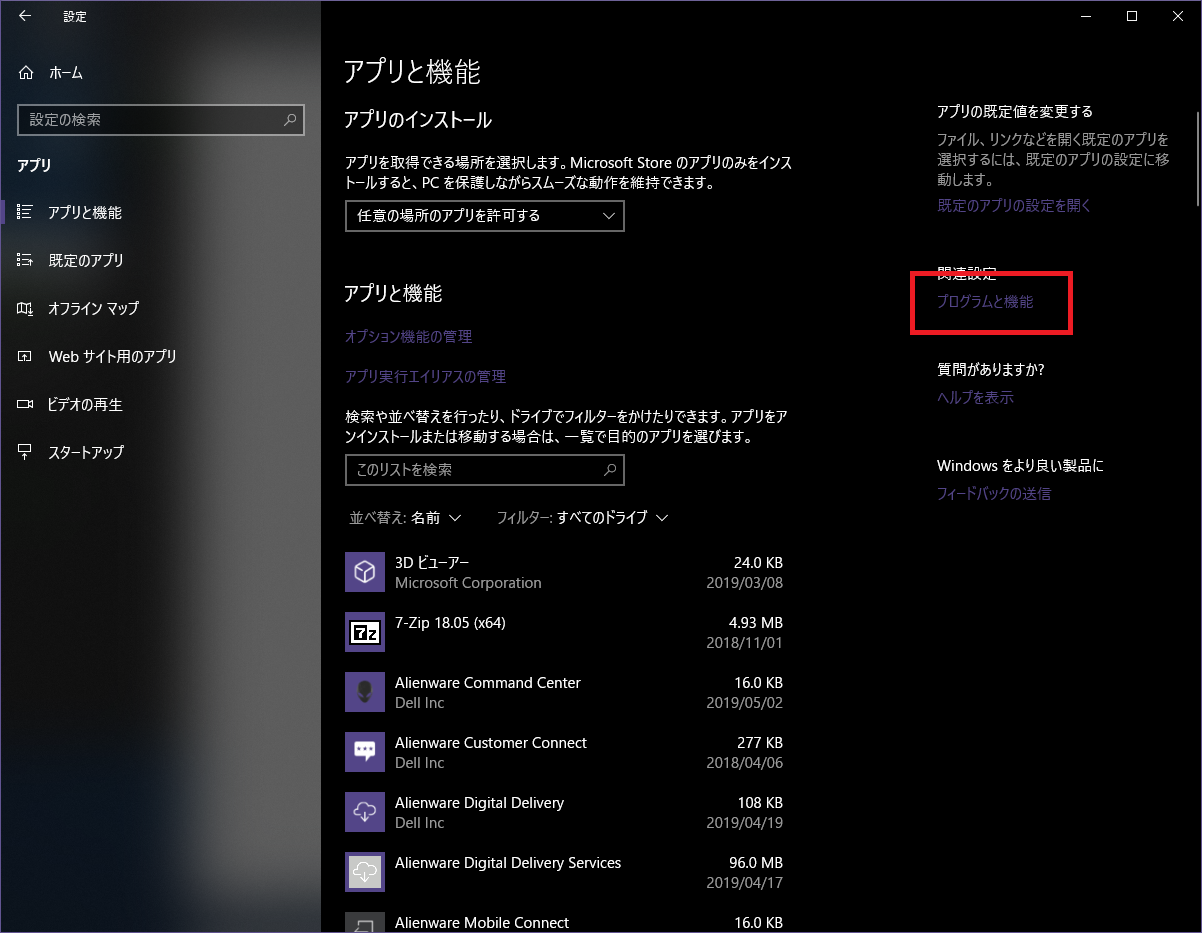 設定
ホーム
設定の検索
アプリ
アプリと機能
既定のアプリ
オフライン マップ
Web サイト用のアプリ
ビデオの再生
スタートアップ
アプリと機能
アプリのインストール
アプリを取得できる場所を選択します。Microsoft Store のアプリのみをインス
トールすると、PC を保護しながらスムーズな動作を維持できます。
任意の場所のアプリを許可する
アプリと機能
オプション機能の管理
アプリ実行エイリアスの管理
検索や並べ替えを行ったり、ドライブでフィルターをかけたりできます。アプリをア
ンインストールまたは移動する場合は、一覧で目的のアプリを選びます。
このリストを検索
並べ替え: 名前 フィルター: すべてのドライブ
3D ビューアー 24.0 KB
Microsoft Corporation 2019/03/08
7-Zip 18.05 (x64) 4.93 MB
7z
2018/11/01
Alienware Command Center 16.0 KB
Dell Inc 2019/05/02
Alienware Customer Connect 277 KB
Dell Inc 2018/04/06
Alienware Digital Delivery 108 KB
Dell Inc 2019/04/19
Alienware Digital Delivery Services 96.0 MB
2019/04/17
Alienware Mobile Connect 16.0 KB
アプリの既定値を変更する
ファイル、リンクなどを開く既定のアプリを
選択するには、既定のアプリの設定に移
動します。
既定のアプリの設定を開く
関連設定
プログラムと機能
質問がありますか?
ヘルプを表示
Windows をより良い製品に
フィードバックの送信